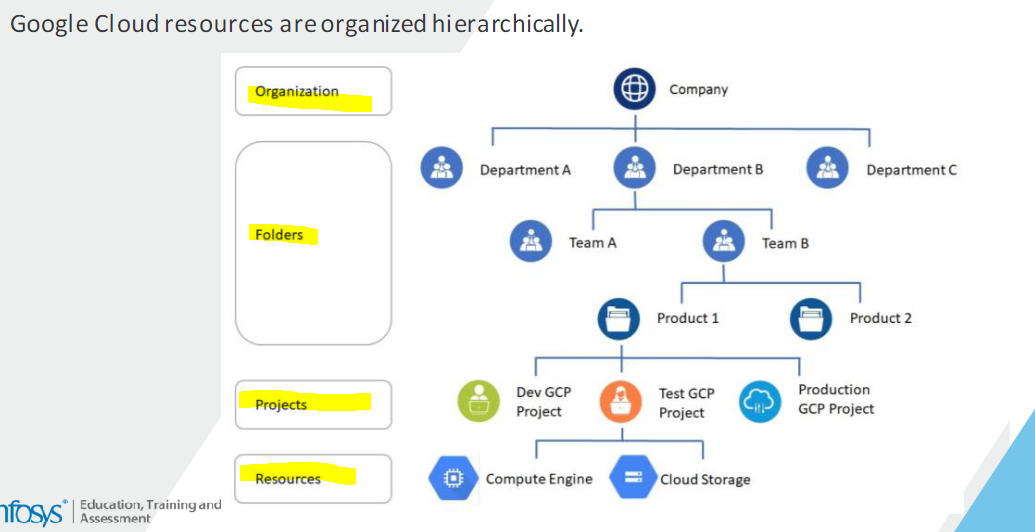 Google Cloud resources are organized hierarchically.
Organization
Company
Department A
Department B
Department C
Folders
Team A
Team B
Product 1
Product 2
Projects
Dev GCP
Project
Test GCP
Project
Production
GCP Project
Resources
Compute Engine
Cloud Storage
nfosys® | Education, Training and
Assessment